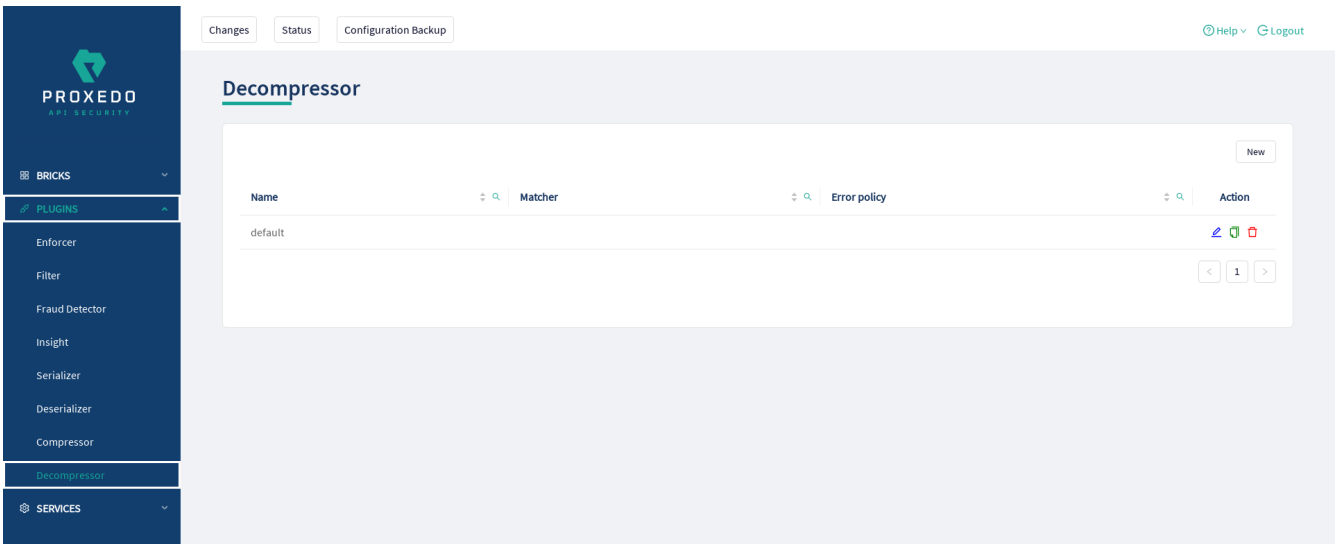 Changes Status Configuration Backup Help Logout
PROXEDO
API SECURITY
Decompressor
New
BRICKS
Name Matcher Error policy Action
PLUGINS
default
Enforcer
Filter
1
Fraud Detector
Insight
Serializer
Deserializer
Compressor
Decompressor
SERVICES